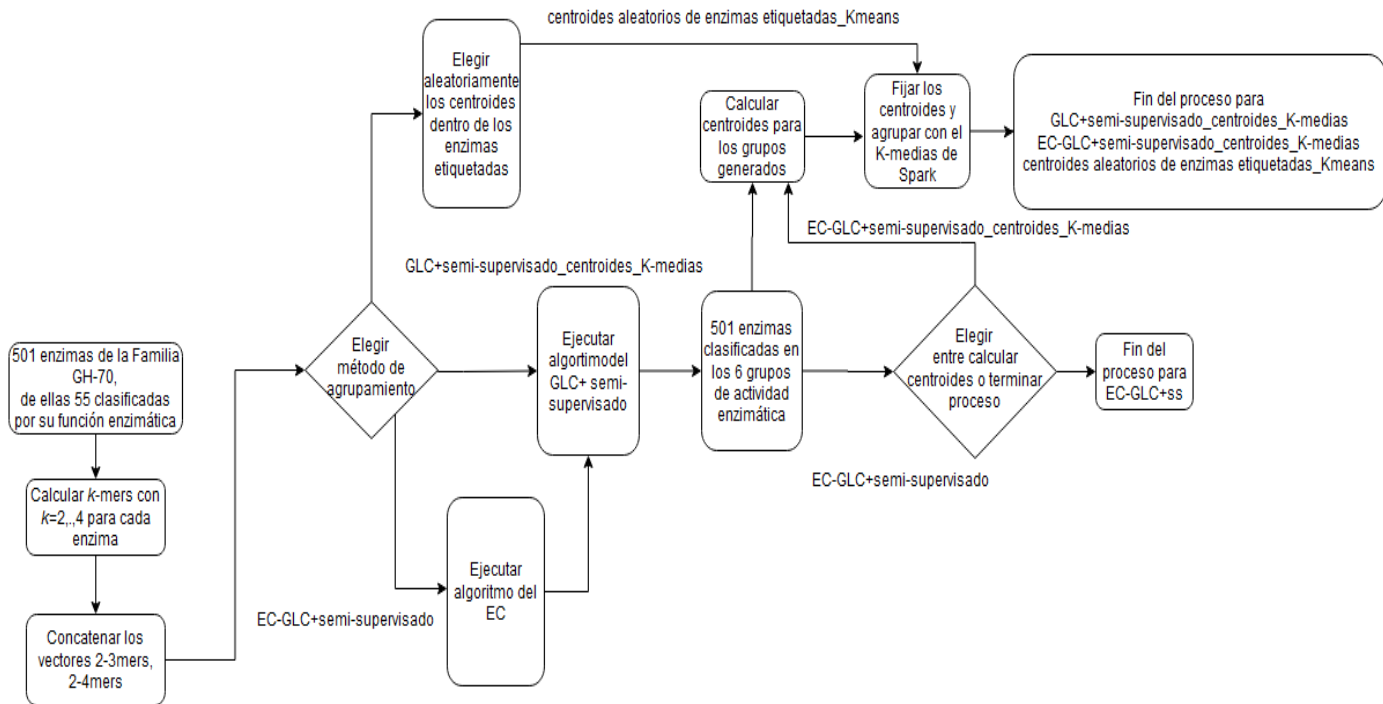 centroides aleatorios de enzimas etiquetadas_Kmeans
Elegir
aleatoriamente
los centroides
dentro de los
enzimas
etiquetadas
Calcular
centroides para
los grupos
generados
Fijar los
centroides y
agrupar con el
K-medias de
Spark
Fin del proceso para
GLC+semi-supervisado_centroides_K-medias
EC-GLC+semi-supervisado_centroides_K-medias
centroides aleatorios de enzimas etiquetadas_Kmeans
EC-GLC+semi-supervisado_centroides_K-medias
GLC+semi-supervisado_centroides_K-medias
501 enzimas de la Familia
GH-70,
de ellas 55 clasificadas
por su función enzimática
Elegir
método de
agrupamiento
Ejecutar
algortimodel
GLC+ semi-
supervisado
501 enzimas
clasificadas en
los 6 grupos
de actividad
enzimática
Elegir
entre calcular
centroides o terminar
proceso
Fin del
proceso para
EC-GLC+ss
EC-GLC+semi-supervisado
Calcular k-mers con
k=2,.,4 para cada
enzima
Ejecutar
algoritmo del
EC
EC-GLC+semi-supervisado
Concatenar los
vectores 2-3mers,
2-4mers